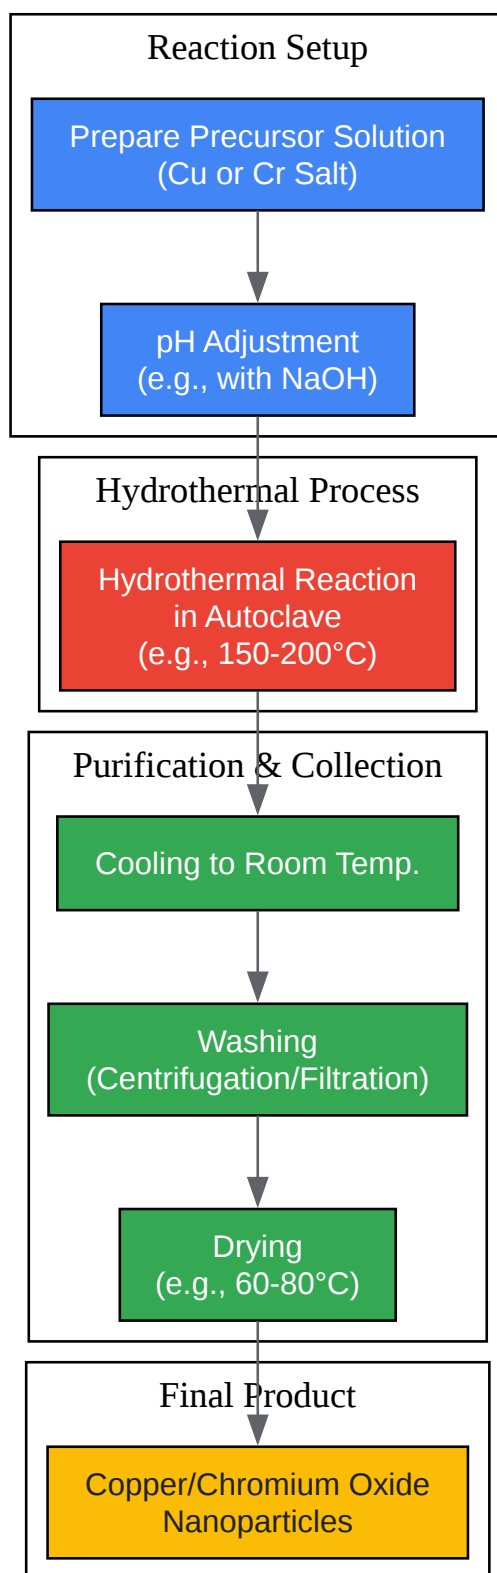 Reaction Setup
Prepare Precursor Solution
(Cu or Cr Salt)
pH Adjustment
(e.g., with NaOH)
Hydrothermal Process
Hydrothermal Reaction
in Autoclave
(e.g., 150-200°C)
Purification & Collection
Cooling to Room Temp.
Washing
(Centrifugation/Filtration)
Drying
(e.g., 60-80°C)
Final Product
Copper/Chromium Oxide
Nanoparticles